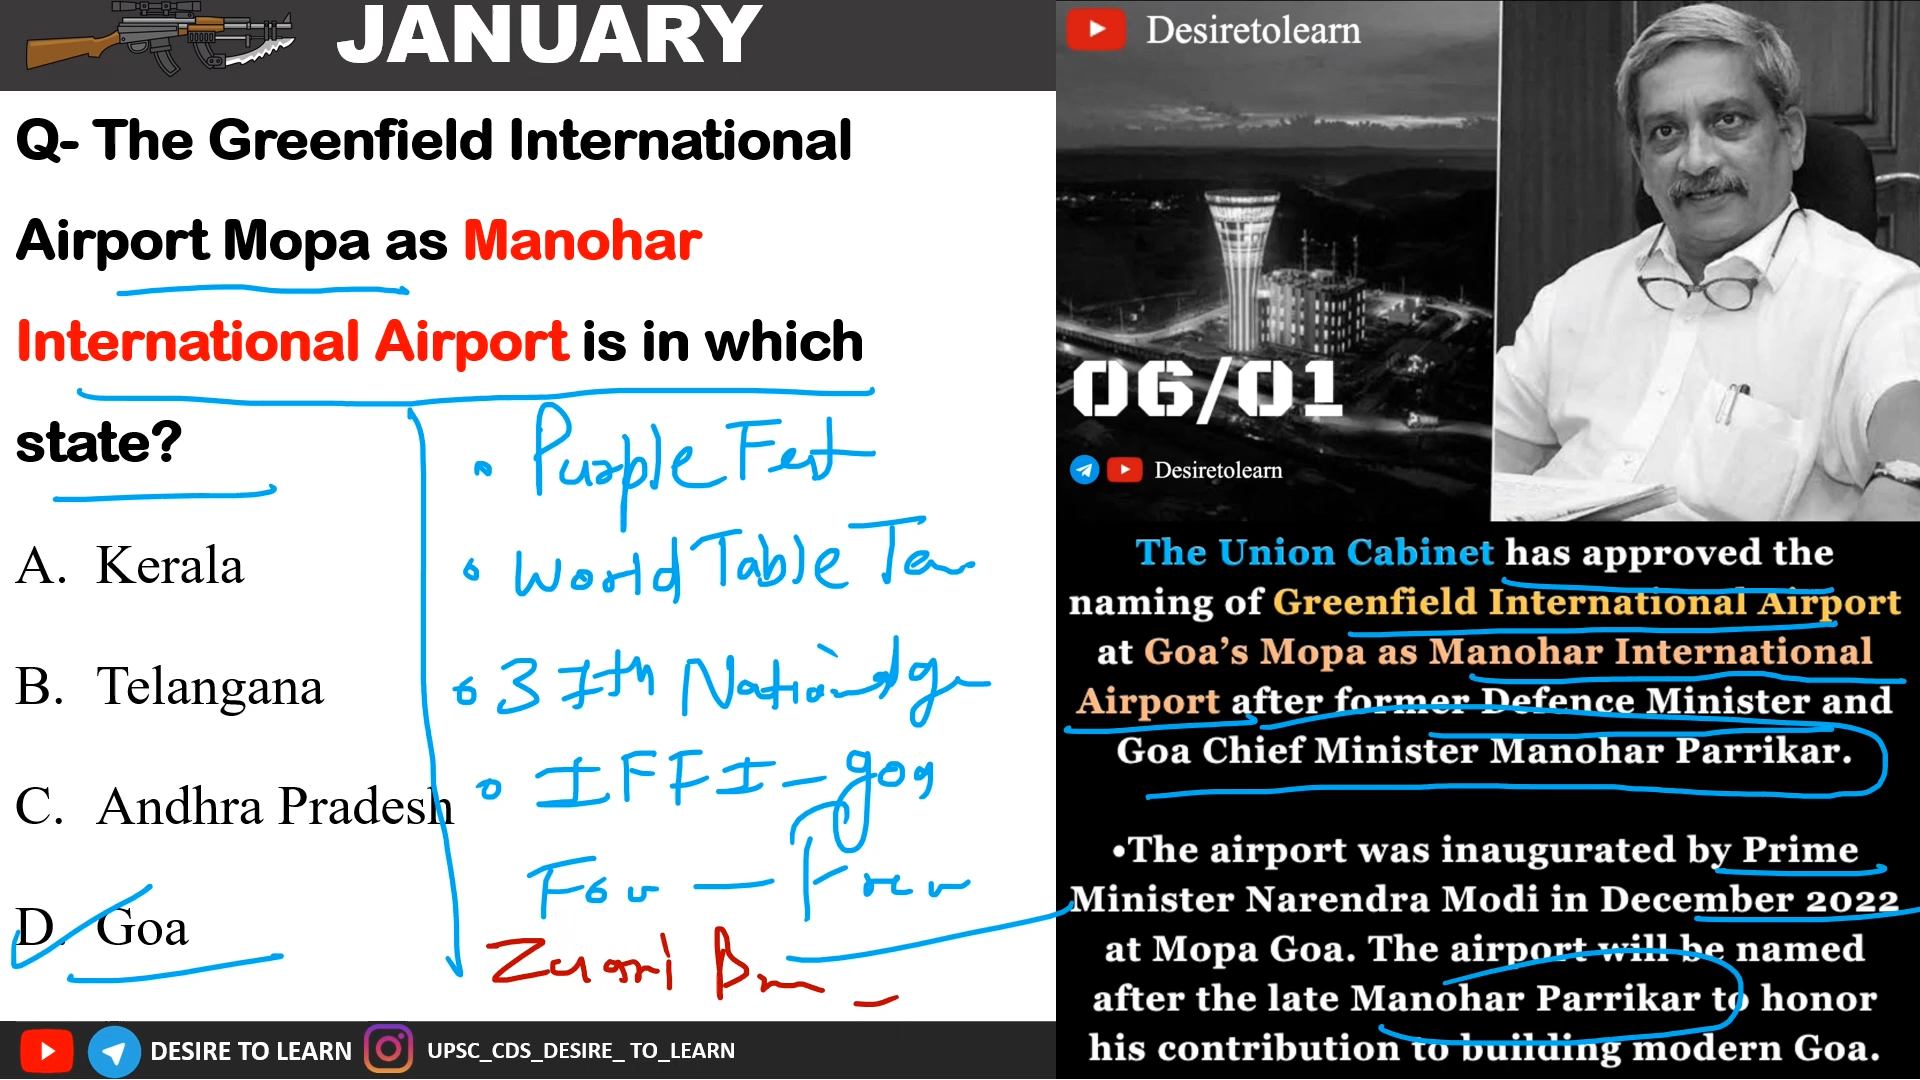 JANUARY
Q- The Greenfield International
Airport Mopa as Manohar
International Airport is in which
state?
A. Kerala
B. Telangana
C. Andhra Pradesh
D. Goa
Purple Fest
World Table Ten
37th National
IFFI - goa
Zuari
DESIRE TO LEARN
UPSC_CDS_DESIRE_ TO_LEARN
Desiretolearn
06/01
Desiretolearn
The Union Cabinet has approved the
naming of Greenfield International Airport
at Goa’s Mopa as Manohar International
Airport after former Defence Minister and
Goa Chief Minister Manohar Parrikar.
•The airport was inaugurated by Prime
Minister Narendra Modi in December 2022
at Mopa Goa. The airport will be named
after the late Manohar Parrikar to honor
his contribution to building modern Goa.